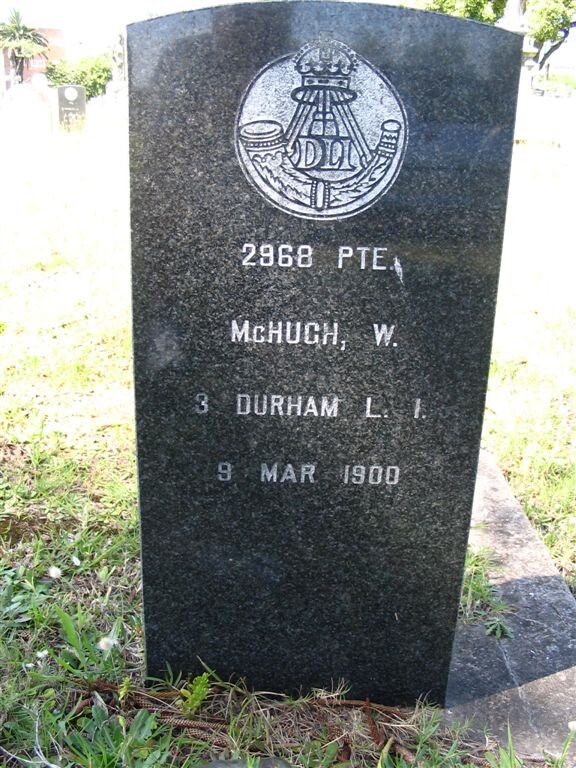 DLI
2968 PTE.
McHUGH, W.
3 DURHAM L. I.
9 MAR 1900